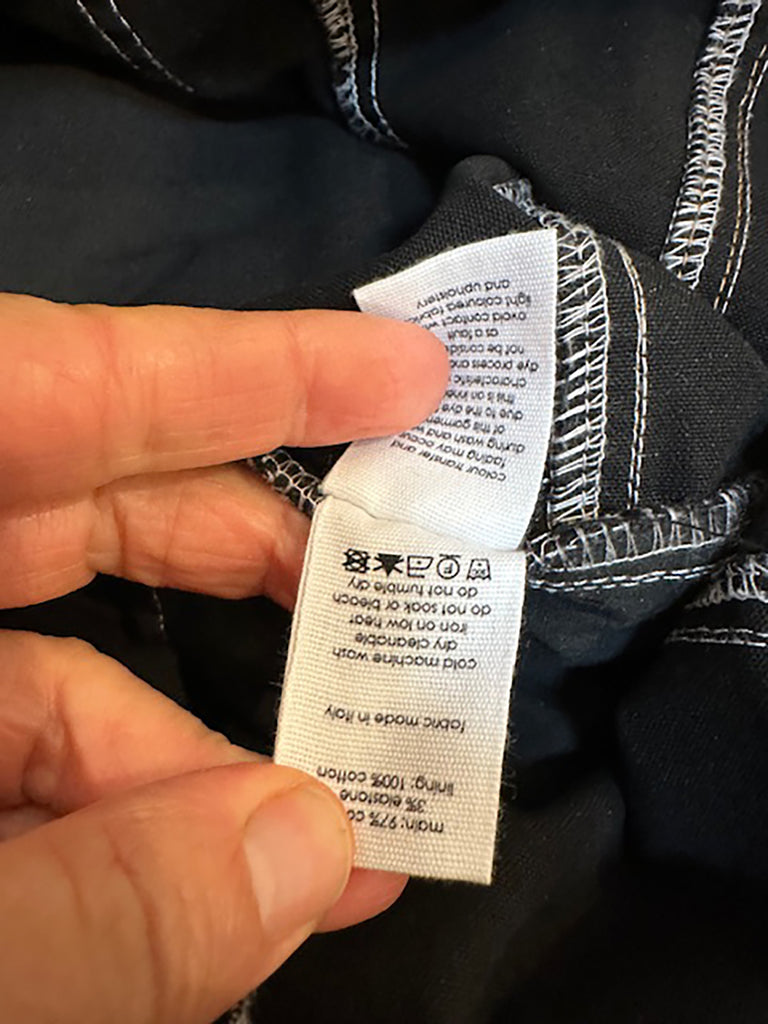 main: 97%
3% elastane
lining: 100% cotton
fabric made in italy
cold machine wash
dry cleanable
iron on low heat
do not soak or bleach
do not tumble dry
P
colour transfer and
fading may occur
during wash and
of this
due to the dye
this is an
characteristic
dye process and
not be
as a fault
avoid contact
light coloured
and upholstery